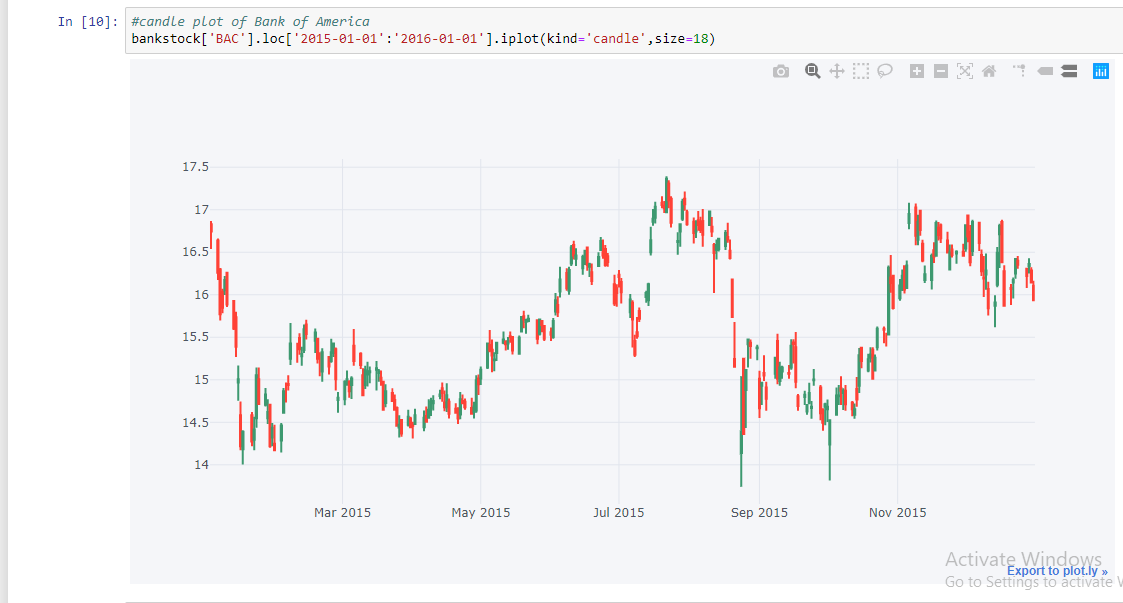 In [10]:
#candle plot of Bank of America
bankstock['BAC'].loc['2015-01-01':'2016-01-01'].iplot(kind='candle',size=18)
17.5
17
16.5
16
15.5
15
14.5
14
Mar 2015
May 2015
Jul 2015
Sep 2015
Nov 2015
Activate Windows
Export to plot.ly »
Go to Settings to activate W